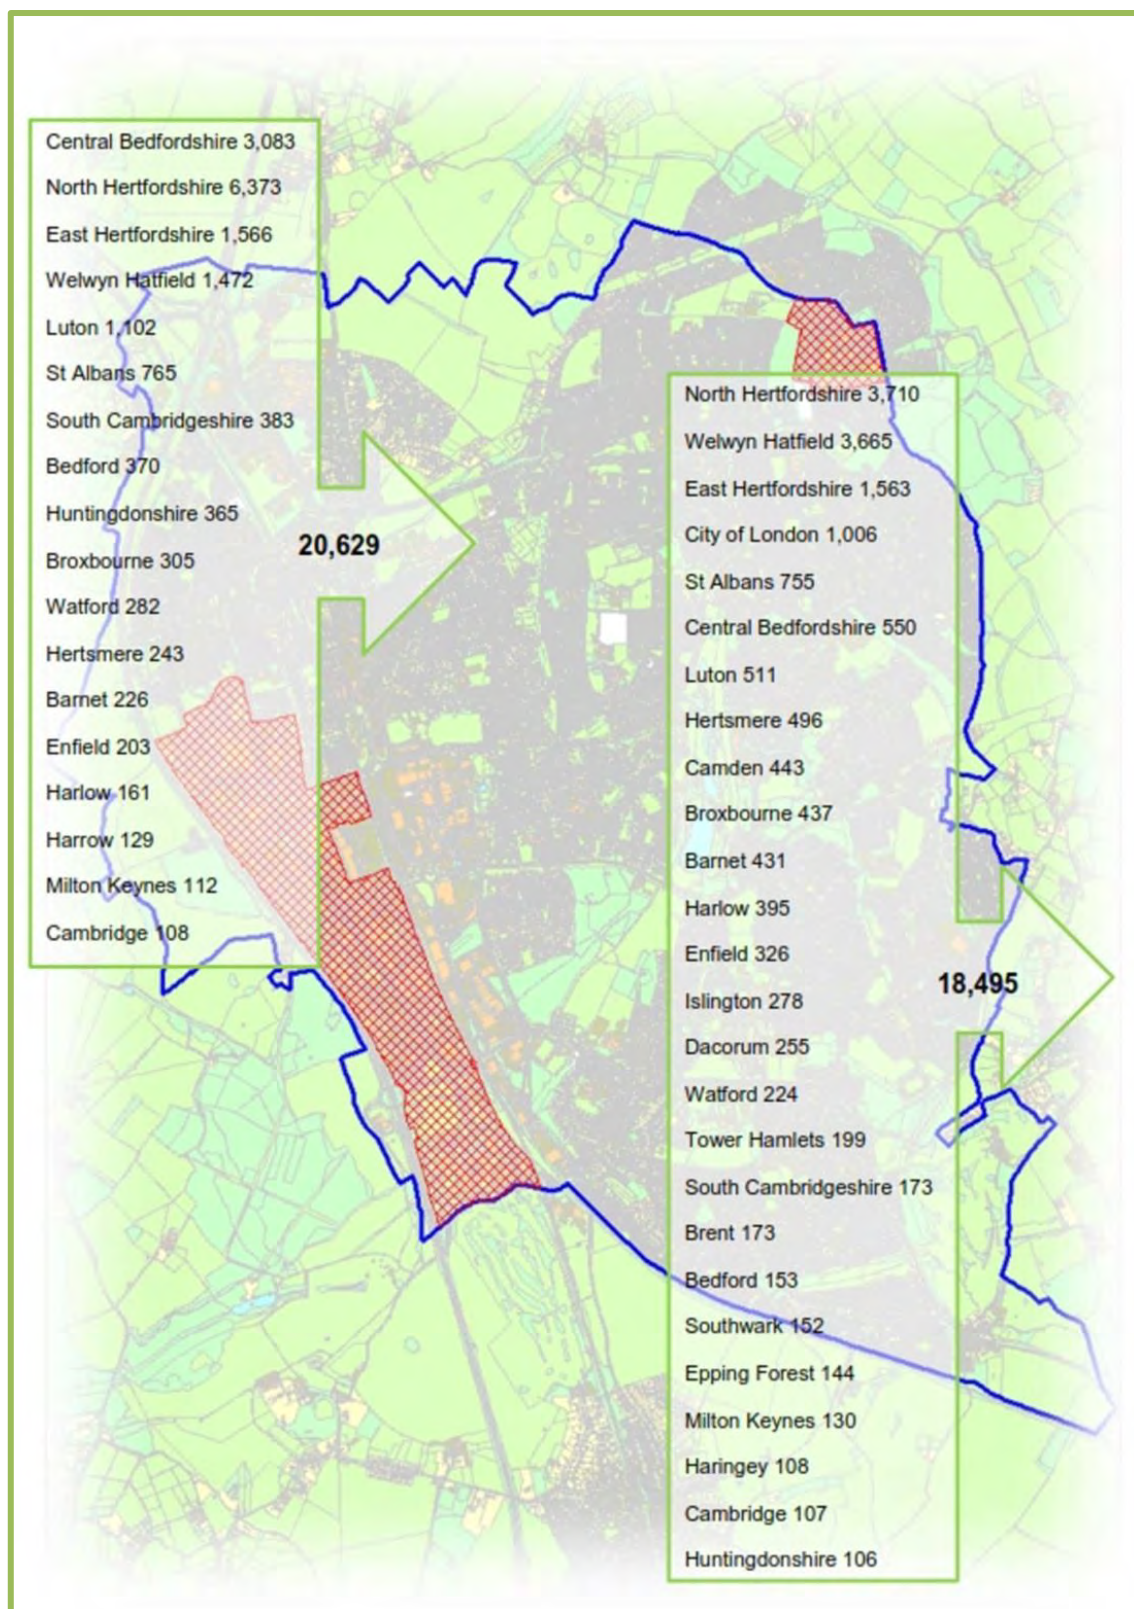 Central Bedfordshire 3,083
North Hertfordshire 6,373
East Hertfordshire 1,566
Welwyn Hatfield 1,472
Luton 1,102
St Albans 765
South Cambridgeshire 383
Bedford 370
Huntingdonshire 365
Broxbourne 305
Watford 282
Hertsmere 243
Barnet 226
Enfield 203
Harlow 161
Harrow 129
Milton Keynes 112
Cambridge 108
20,629
North Hertfordshire 3,710
Welwyn Hatfield 3,665
East Hertfordshire 1,563
City of London 1,006
St Albans 755
Central Bedfordshire 550
Luton 511
Hertsmere 496
Camden 443
Broxbourne 437
Barnet 431
Harlow 395
Enfield 326
Islington 278
Dacorum 255
Watford 224
Tower Hamlets 199
South Cambridgeshire 173
Brent 173
Bedford 153
Southwark 152
Epping Forest 144
Milton Keynes 130
Haringey 108
Cambridge 107
Huntingdonshire 106
18,495